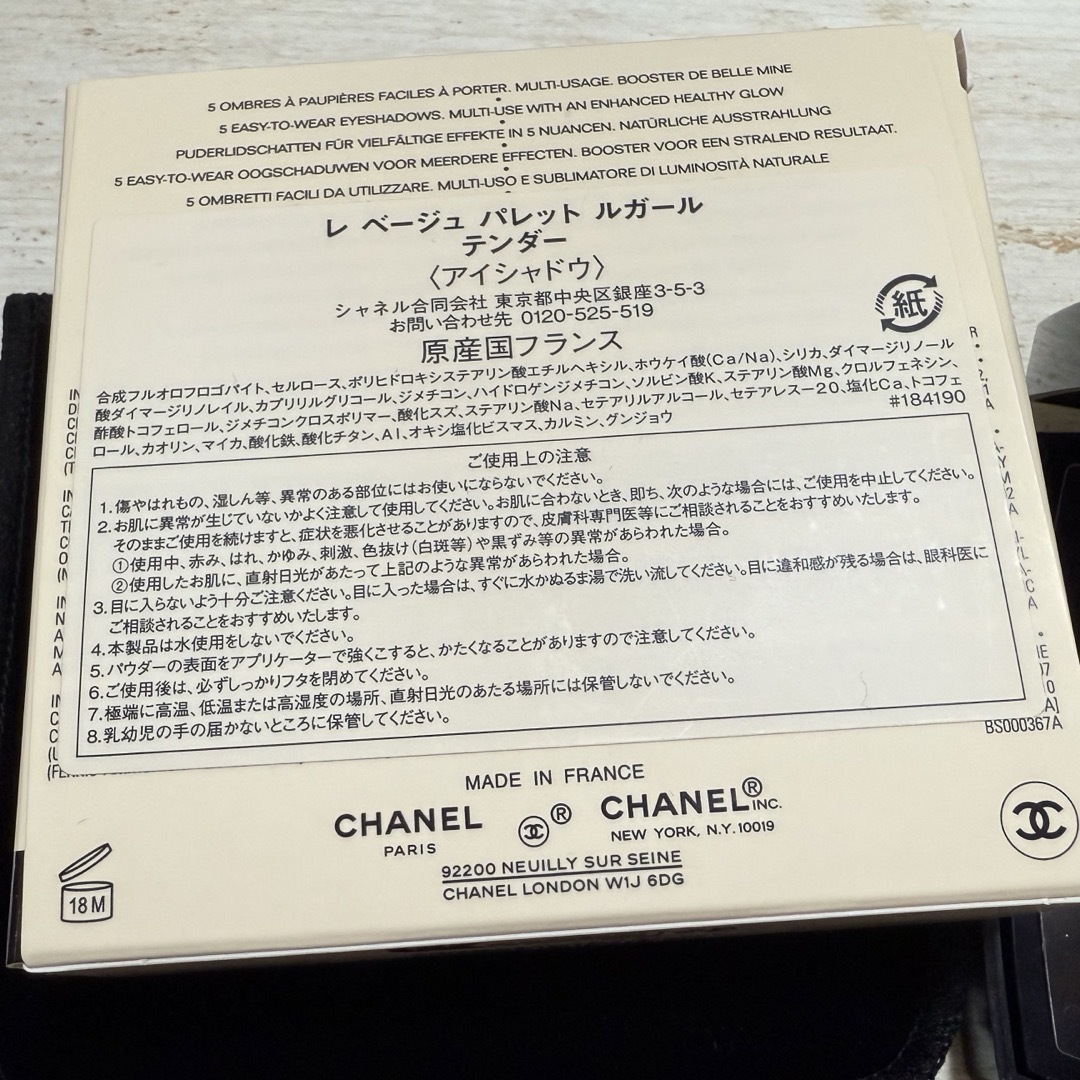 5 OMBRES À PAUPIÈRES FACILES À PORTER. MULTI-USAGE. BOOSTER DE BELLE MINE
•
5 EASY-TO-WEAR EYESHADOWS. MULTI-USE WITH AN ENHANCED HEALTHY GLOW
•
PUDERLIDSCHATTEN FÜR VIELFÄLTIGE EFFEKTE IN 5 NUANCEN. NATÜRLICHE AUSSTRAHLUNG
•
5 EASY-TO-WEAR OOGSCHADUWEN VOOR MEERDERE EFFECTEN. BOOSTER VOOR EEN STRALEND RESULTAAT.
•
5 OMBRETTI FACILI DA UTILIZZARE. MULTI-USO E SUBLIMATORE DI LUMINOSITÀ NATURALE
レ ベージュ パレット ルガール
テンダー
〈アイシャドウ〉
シャネル合同会社 東京都中央区銀座3-5-3
お問い合わせ先 0120-525-519
紙
原産国フランス
合成フルオロフロゴパイト、セルロース、ポリヒドロキシステアリン酸エチルヘキシル、ホウケイ酸(Ca/Na)、シリカ、ダイマージリノール
酸ダイマージリノレイル、カプリリルグリコール、ジメチコン、ハイドロゲンジメチコン、ソルビン酸K、ステアリン酸Mg、クロルフェネシン、
酢酸トコフェロール、ジメチコンクロスポリマー、酸化スズ、ステアリン酸Na、セテアリルアルコール、セテアレス-20、塩化Ca、トコフェ
ロール、カオリン、マイカ、酸化鉄、酸化チタン、Al、オキシ塩化ビスマス、カルミン、グンジョウ
#184190
ご使用上の注意
1.傷やはれもの、湿しん等、異常のある部位にはお使いにならないでください。
2.お肌に異常が生じていないかよく注意して使用してください。お肌に合わないとき、即ち、次のような場合には、ご使用を中止してください。
そのままご使用を続けますと、症状を悪化させることがありますので、皮膚科専門医等にご相談されることをおすすめいたします。
①使用中、赤み、はれ、かゆみ、刺激、色抜け(白斑等)や黒ずみ等の異常があらわれた場合。
②使用したお肌に、直射日光があたって上記のような異常があらわれた場合。
3.目に入らないよう十分ご注意ください。目に入った場合は、すぐに水かぬるま湯で洗い流してください。目に違和感が残る場合は、眼科医に
ご相談されることをおすすめいたします。
4.本製品は水使用をしないでください。
5.パウダーの表面をアプリケーターで強くこすると、かたくなることがありますので注意してください。
6.ご使用後は、必ずしっかりフタを閉めてください。
7.極端に高温、低温または高湿度の場所、直射日光のあたる場所には保管しないでください。
8.乳幼児の手の届かないところに保管してください。
BS000367A
MADE IN FRANCE
CHANEL
PARIS
®
CHANEL® INC.
NEW YORK, N.Y. 10019
92200 NEUILLY SUR SEINE
CHANEL LONDON W1J 6DG
18 M